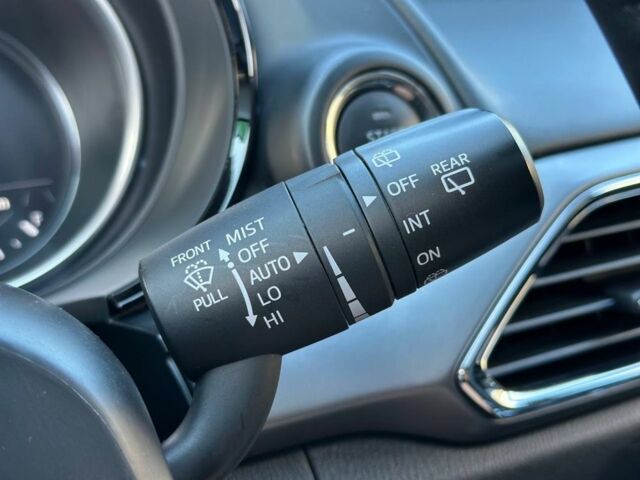 FRONT
PULL
MIST
OFF
AUTO
LO
HI
OFF
INT
ON
REAR